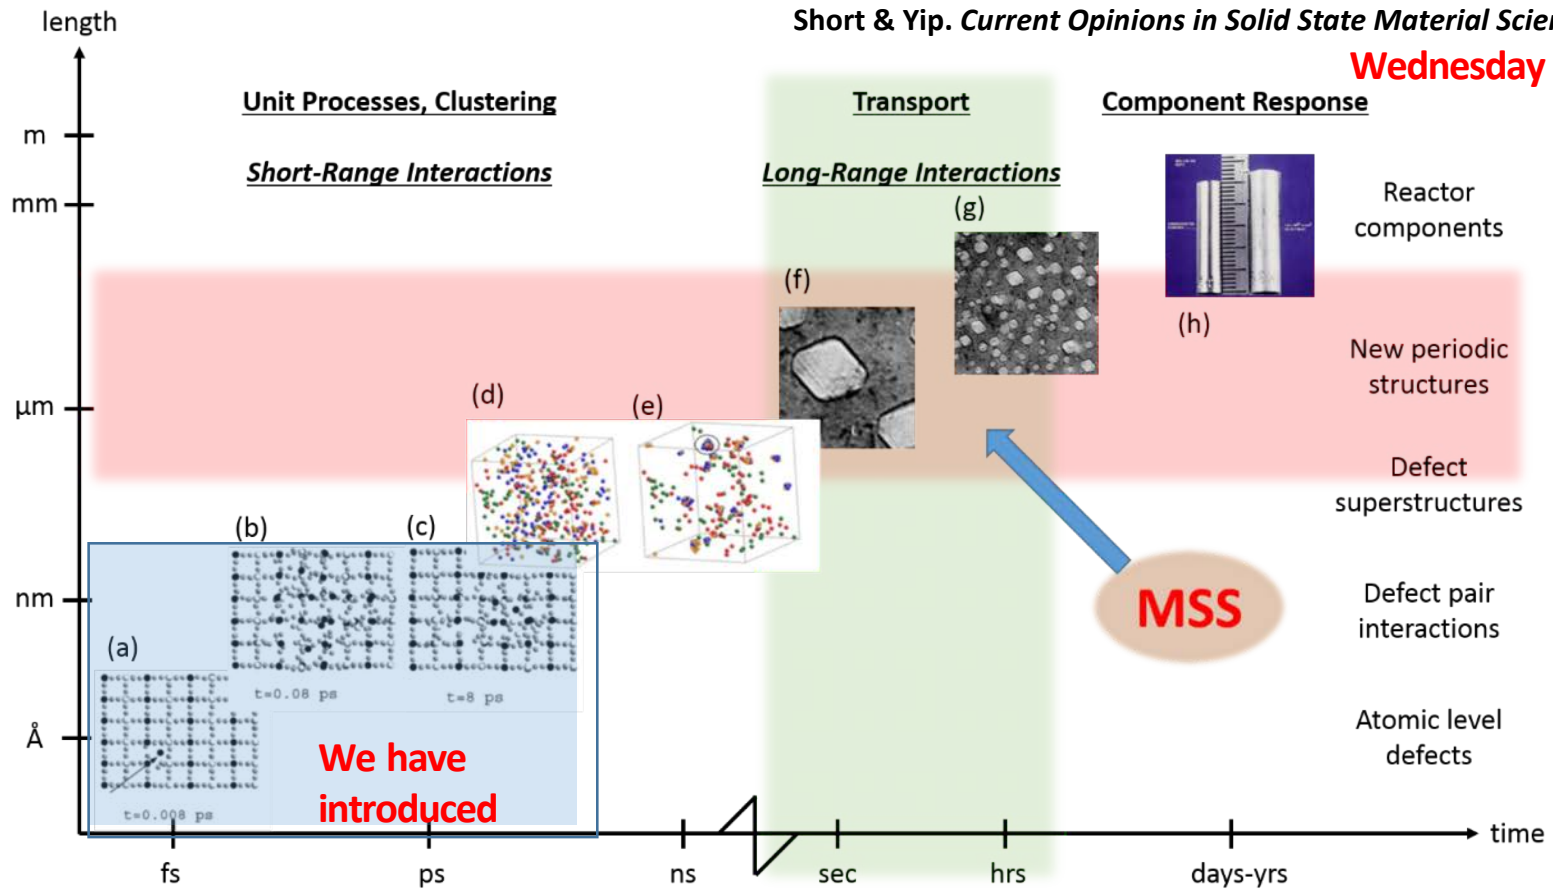 length
Short & Yip. Current Opinions in Solid State Material Scien
Wednesday
Unit Processes, Clustering
Transport
Component Response
m
Short-Range Interactions
Long-Range Interactions
mm
Reactor
components
(g)
(f)
(h)
New periodic
structures
µm
(d)
(e)
Defect
superstructures
(b)
(c)
nm
MSS
Defect pair
interactions
(a)
t=0.08 ps
t=8 ps
Å
Atomic level
defects
We have
introduced
t=0.008 ps
time
fs
ps
ns
sec
hrs
days-yrs